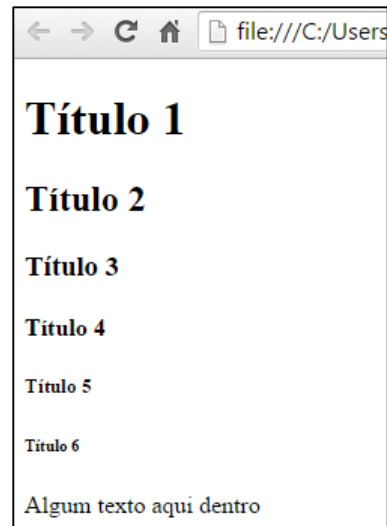 file:///C:/Users
Título 1
Título 2
Título 3
Título 4
Título 5
Título 6
Algum texto aqui dentro